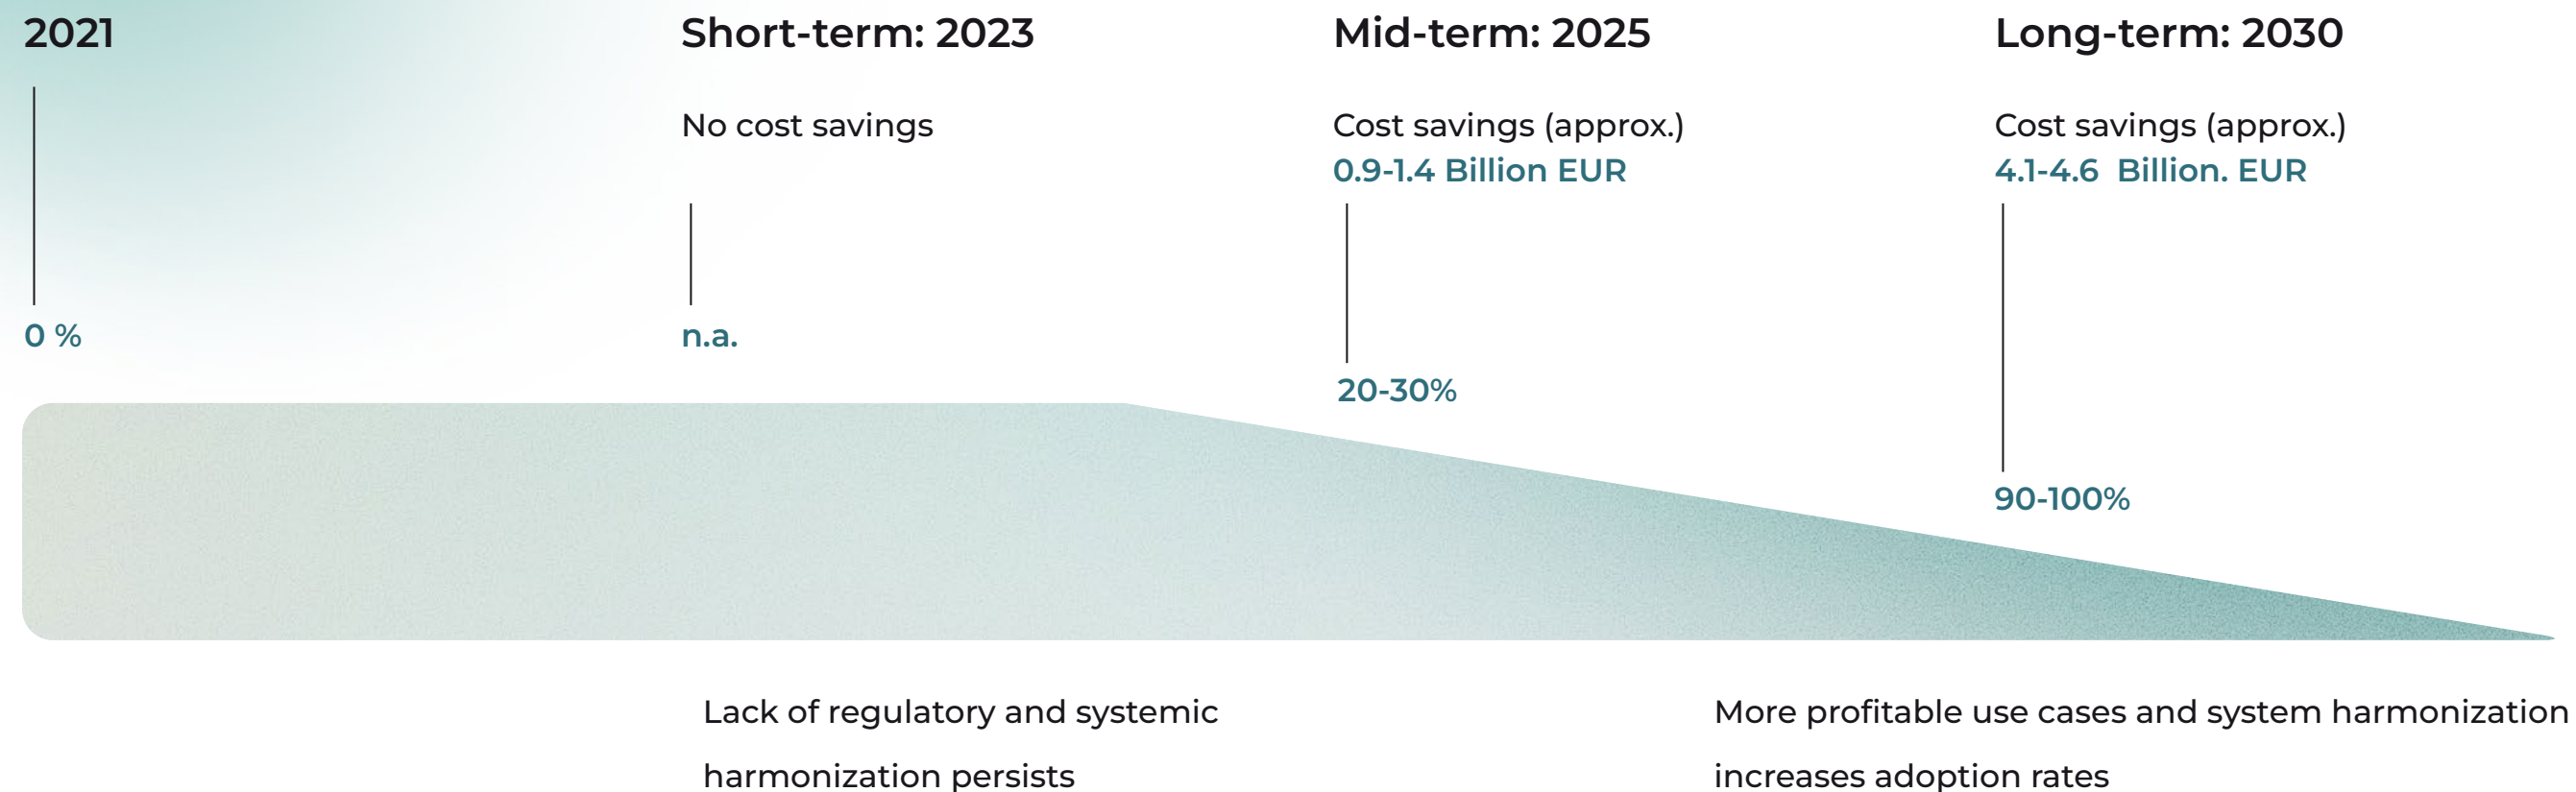 2021
0 %
Short-term: 2023
No cost savings
n.a.
Mid-term: 2025
Cost savings (approx.)
0.9-1.4 Billion EUR
20-30%
Long-term: 2030
Cost savings (approx.)
4.1-4.6  Billion. EUR
90-100%
Lack of regulatory and systemic
harmonization persists
More profitable use cases and system harmonization
increases adoption rates